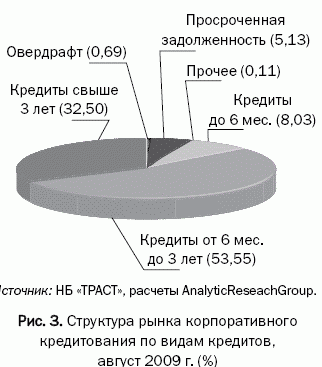 Просроченная
задолженность (5,13)
Овердрафт (0,69)
Прочее (0,11)
Кредиты свыше
3 лет (32,50)
Кредиты
до 6 мес. (8,03)
Кредиты от 6 мес.
до 3 лет (53,55)
Источник: НБ «ТРАСТ», расчеты AnalyticReseachGroup.
Рис. 3. Структура рынка корпоративного
кредитования по видам кредитов,
август 2009 г. (%)